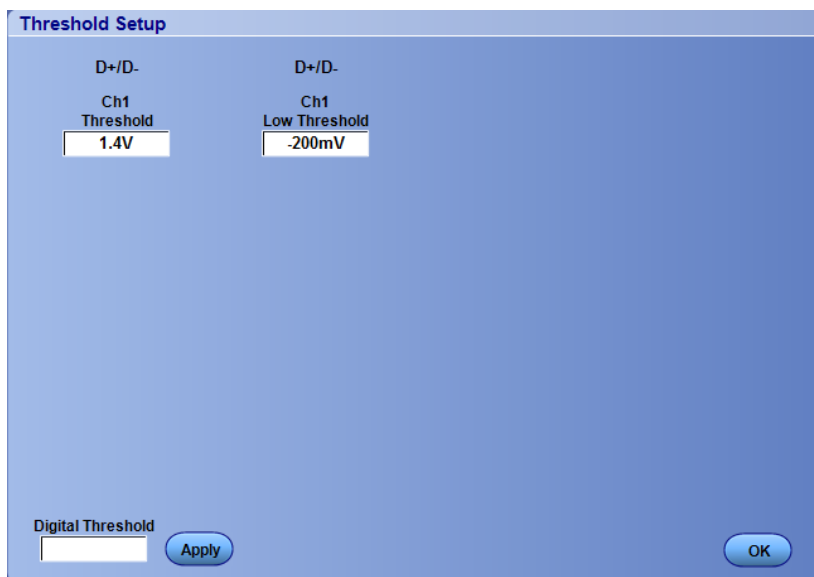 Threshold Setup
D+/D- D+/D-
Ch1 Ch1
Threshold Low Threshold
1.4V -200mV
Digital Threshold
Apply OK